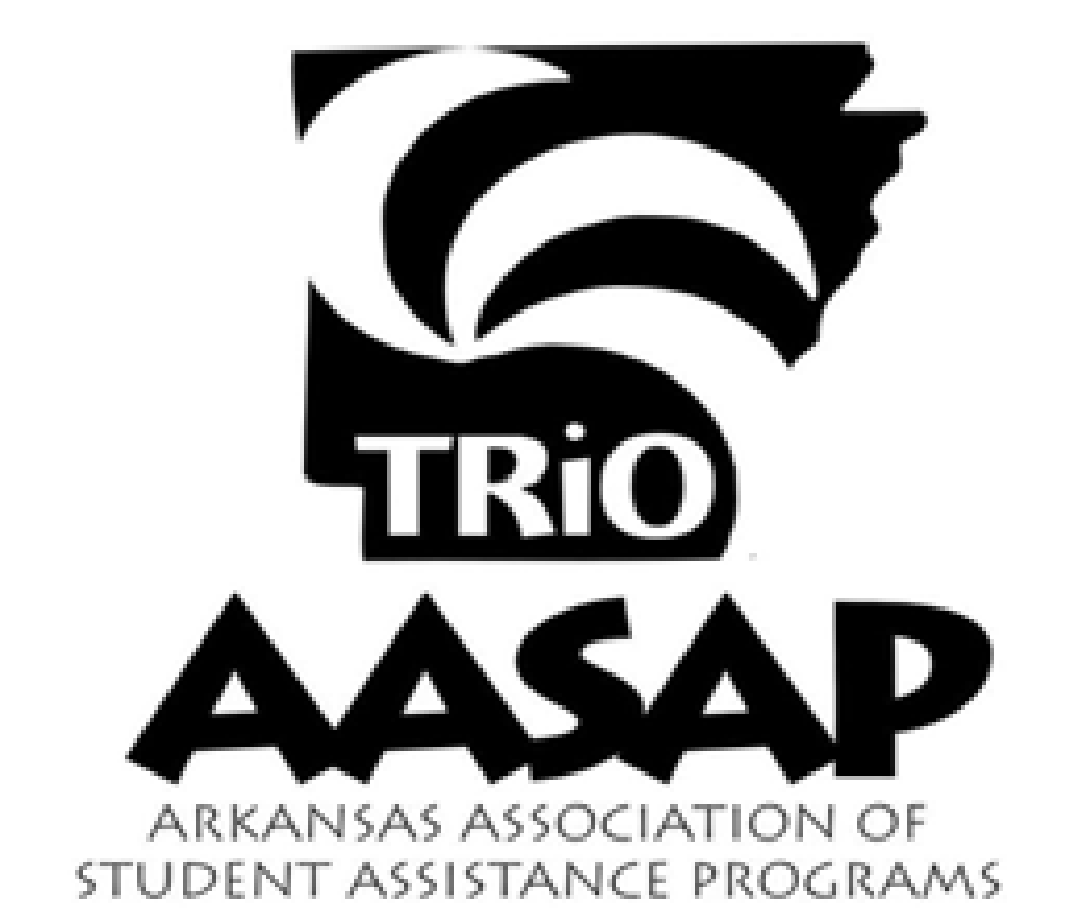 TRiO
AASAP
ARKANSAS ASSOCIATION OF
STUDENT ASSISTANCE PROGRAMS